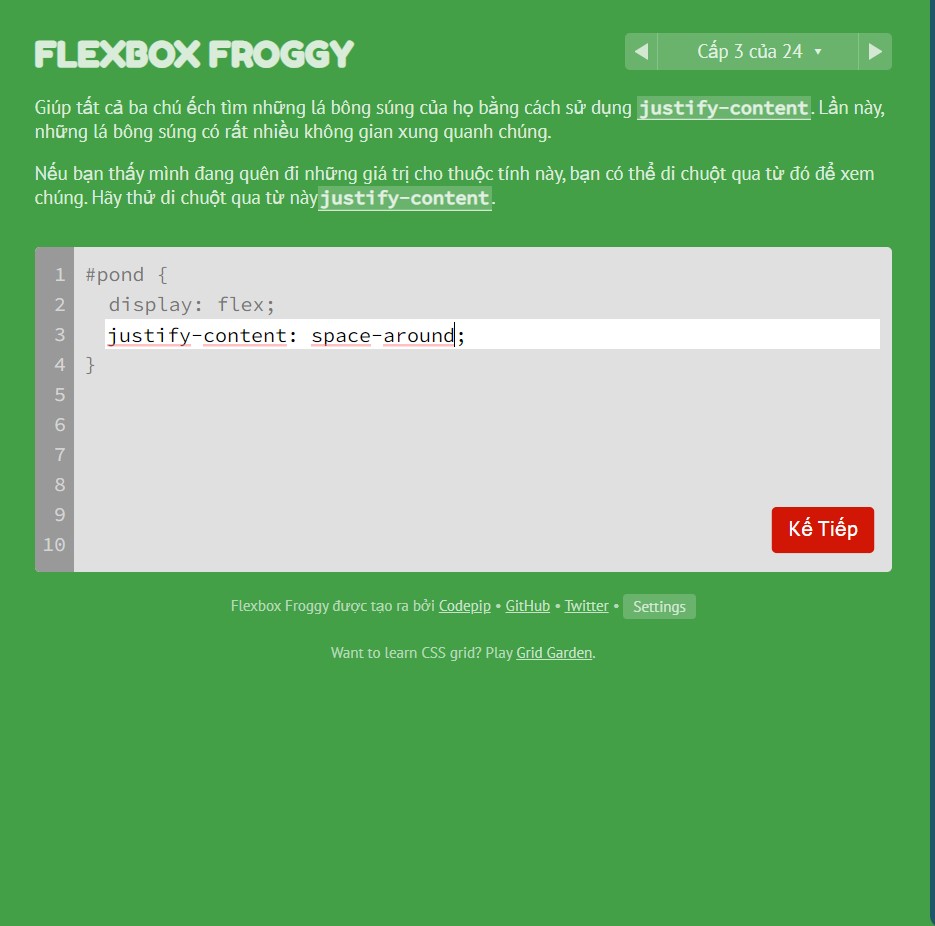 FLEXBOX FROGGY
Cấp 3 của 24
Giúp tất cả ba chú ếch tìm những lá bông súng của họ bằng cách sử dụng justify-content. Lần này,
những lá bông súng có rất nhiều không gian xung quanh chúng.
Nếu bạn thấy mình đang quên đi những giá trị cho thuộc tính này, bạn có thể di chuột qua từ đó để xem
chúng. Hãy thử di chuột qua từ này justify-content.
1 #pond {
2 display: flex;
3 justify-content: space-around;
4 }
5
6
7
8
9
10
Kế Tiếp
Flexbox Froggy được tạo ra bởi Codepip • GitHub • Twitter • Settings
Want to learn CSS grid? Play Grid Garden.